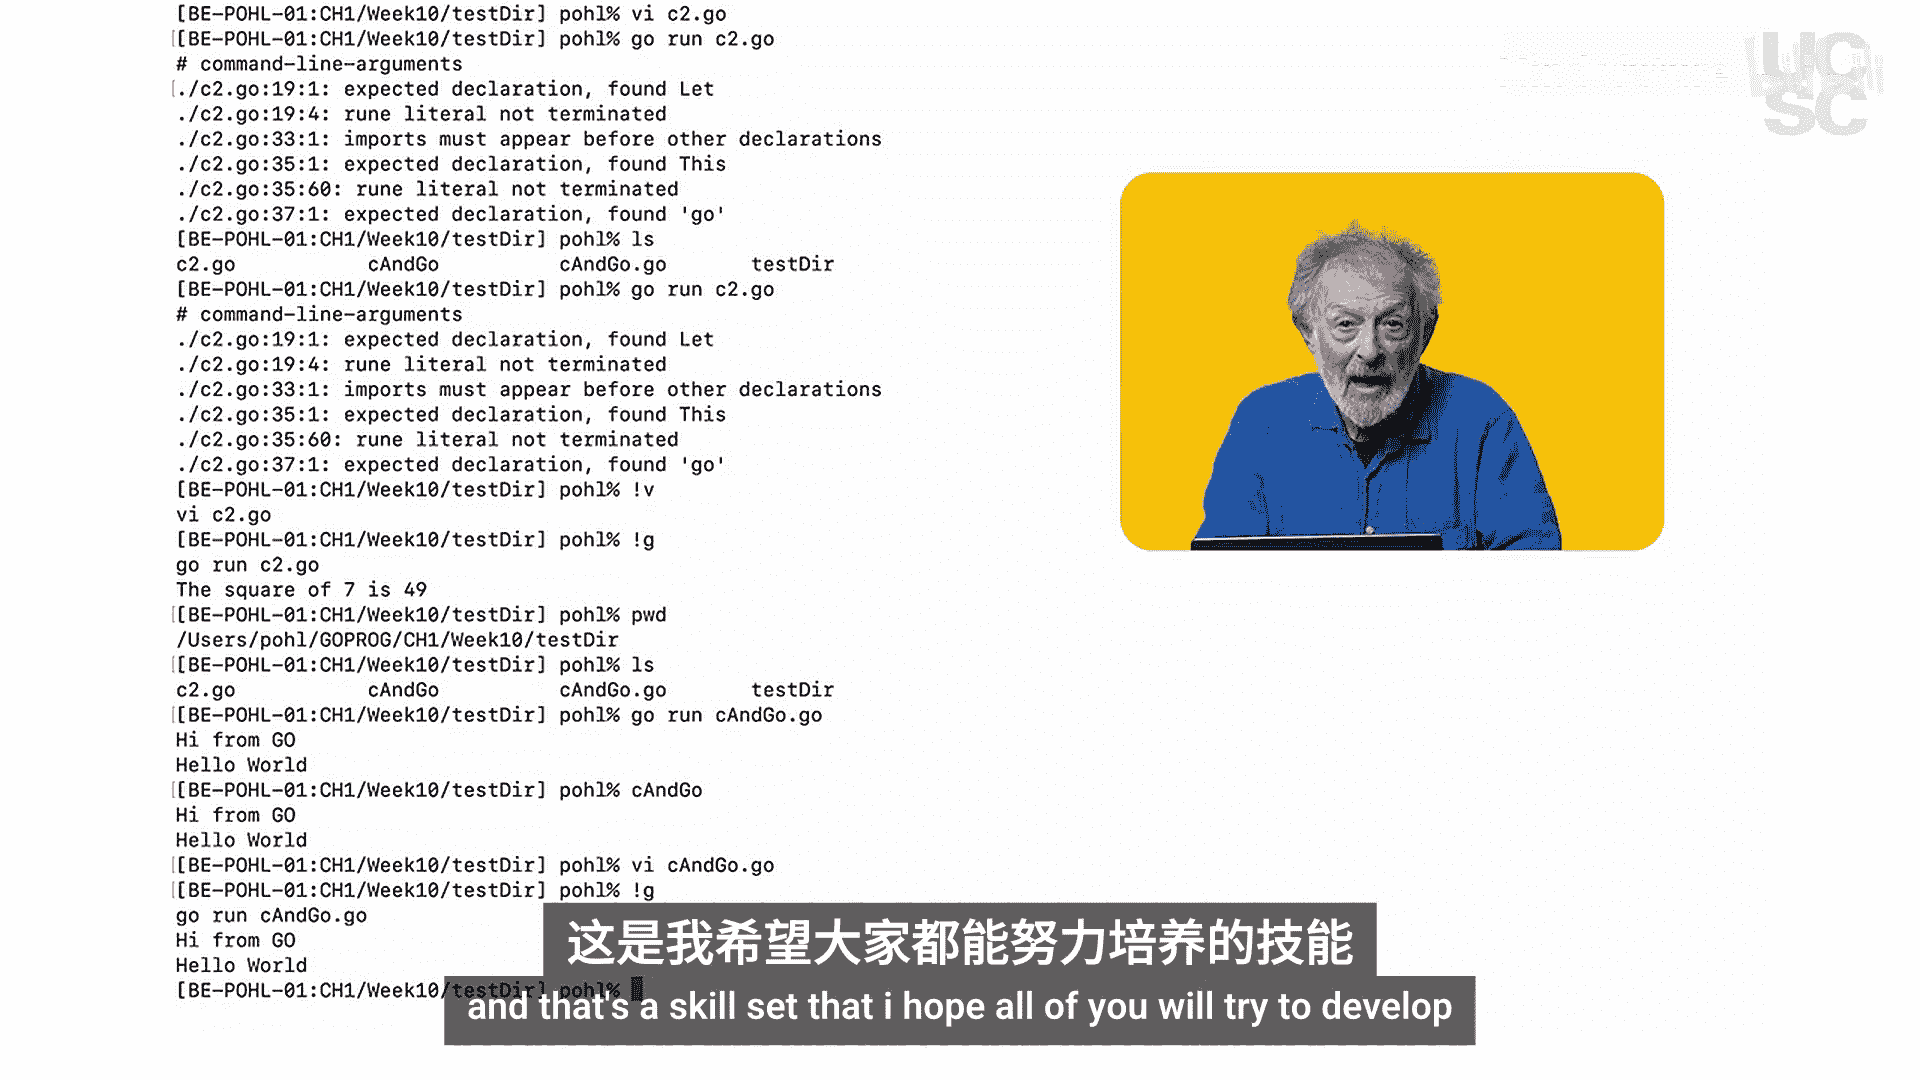 [BE-POHL-01:CH1/Week10/testDir] pohl% vi c2.go
[BE-POHL-01:CH1/Week10/testDir] pohl% go run c2.go
# command-line-arguments
./c2.go:19:1: expected declaration, found Let
./c2.go:19:4: rune literal not terminated
./c2.go:33:1: imports must appear before other declarations
./c2.go:35:1: expected declaration, found This
./c2.go:35:60: rune literal not terminated
./c2.go:37:1: expected declaration, found 'go'
[BE-POHL-01:CH1/Week10/testDir] pohl% ls
c2.go cAndGo cAndGo.go testDir
[BE-POHL-01:CH1/Week10/testDir] pohl% go run c2.go
# command-line-arguments
./c2.go:19:1: expected declaration, found Let
./c2.go:19:4: rune literal not terminated
./c2.go:33:1: imports must appear before other declarations
./c2.go:35:1: expected declaration, found This
./c2.go:35:60: rune literal not terminated
./c2.go:37:1: expected declaration, found 'go'
[BE-POHL-01:CH1/Week10/testDir] pohl% !v
vi c2.go
[BE-POHL-01:CH1/Week10/testDir] pohl% !g
go run c2.go
The square of 7 is 49
[BE-POHL-01:CH1/Week10/testDir] pohl% pwd
/Users/pohl/GOPROG/CH1/Week10/testDir
[BE-POHL-01:CH1/Week10/testDir] pohl% ls
c2.go cAndGo cAndGo.go testDir
[BE-POHL-01:CH1/Week10/testDir] pohl% go run cAndGo.go
Hi from GO
Hello World
[BE-POHL-01:CH1/Week10/testDir] pohl% cAndGo
Hi from GO
Hello World
[BE-POHL-01:CH1/Week10/testDir] pohl% vi cAndGo.go
[BE-POHL-01:CH1/Week10/testDir] pohl% !g
go run cAndGo.go
Hi from GO
Hello World
[BE-POHL-01:CH1/Week10/testDir] pohl%
UC
SC
这是我希望大家都能努力培养的技能
and that's a skill set that i hope all of you will try to develop